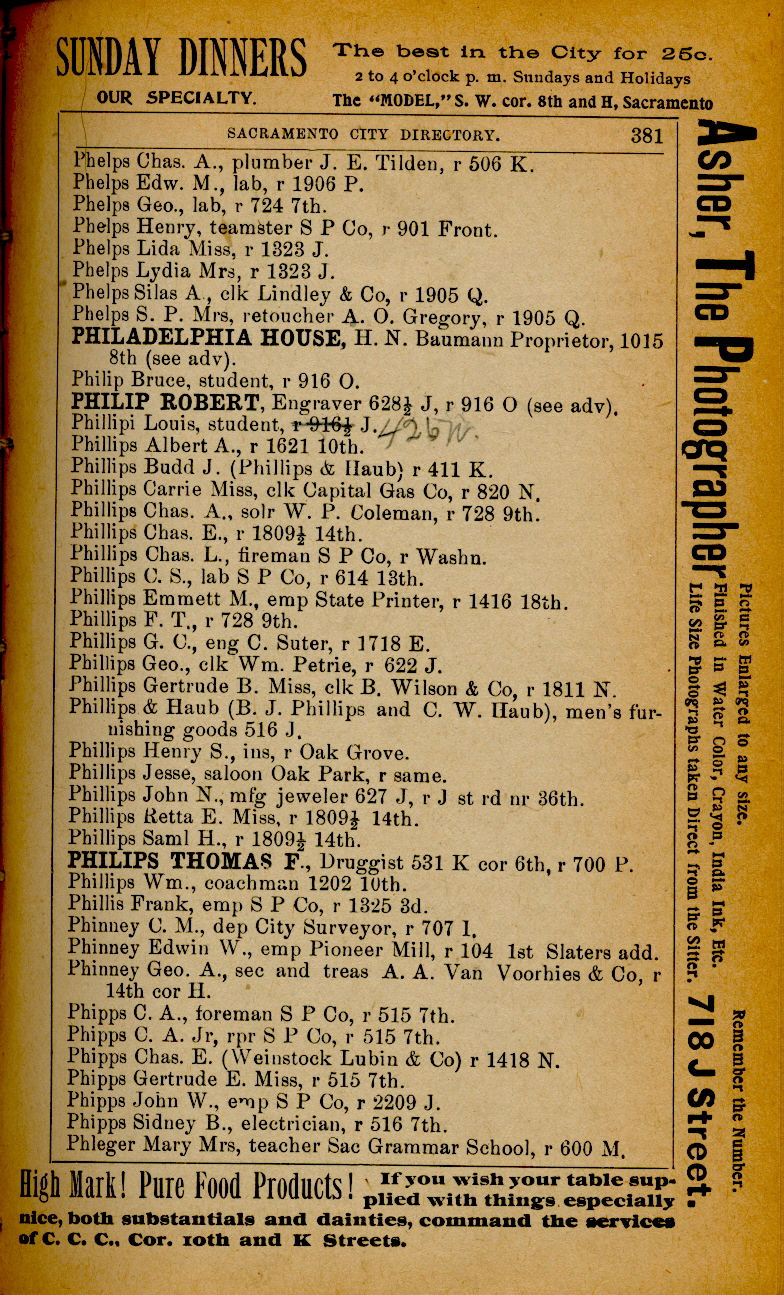 SUNDAY DINNERS
OUR SPECIALTY.
The best in the City for 25c.
2 to 4 o'clock p. m. Sundays and Holidays
The "MODEL," S. W. cor. 8th and H, Sacramento
SACRAMENTO CITY DIRECTORY. 381
Phelps Chas. A., plumber J. E. Tilden, r 506 K.
Phelps Edw. M., lab, r 1906 P.
Phelps Geo., lab, r 724 7th.
Phelps Henry, teamster S P Co, r 901 Front.
Phelps Lida Miss, r 1323 J.
Phelps Lydia Mrs, r 1323 J.
Phelps Silas A., clk Lindley & Co, r 1905 Q.
Phelps S. P. Mrs, retoucher A. O. Gregory, r 1905 Q.
PHILADELPHIA HOUSE, H. N. Baumann Proprietor, 1015
8th (see adv).
Philip Bruce, student, r 916 O.
PHILIP ROBERT, Engraver 628½ J, r 916 O (see adv).
Phillipi Louis, student, r 916½ J. 426 N.
Phillips Albert A., r 1621 10th.
Phillips Budd J. (Phillips & Haub) r 411 K.
Phillips Carrie Miss, clk Capital Gas Co, r 820 N.
Phillips Chas. A., solr W. P. Coleman, r 728 9th.
Phillips Chas. E., r 1809½ 14th.
Phillips Chas. L., fireman S P Co, r Washn.
Phillips C. S., lab S P Co, r 614 13th.
Phillips Emmett M., emp State Printer, r 1416 18th.
Phillips F. T., r 728 9th.
Phillips G. C., eng C. Suter, r 1718 E.
Phillips Geo., clk Wm. Petrie, r 622 J.
Phillips Gertrude B. Miss, clk B. Wilson & Co, r 1811 N.
Phillips & Haub (B. J. Phillips and C. W. Haub), men's fur-
nishing goods 516 J.
Phillips Henry S., ins, r Oak Grove.
Phillips Jesse, saloon Oak Park, r same.
Phillips John N., mfg jeweler 627 J, r J st rd nr 36th.
Phillips Retta E. Miss, r 1809½ 14th.
Phillips Saml H., r 1809½ 14th.
PHILIPS THOMAS F., Druggist 531 K cor 6th, r 700 P.
Phillips Wm., coachman 1202 10th.
Phillis Frank, emp S P Co, r 1325 3d.
Phinney C. M., dep City Surveyor, r 707 I.
Phinney Edwin W., emp Pioneer Mill, r 104 1st Slaters add.
Phinney Geo. A., sec and treas A. A. Van Voorhies & Co, r
14th cor H.
Phipps C. A., foreman S P Co, r 515 7th.
Phipps C. A. Jr, rpr S P Co, r 515 7th.
Phipps Chas. E. (Weinstock Lubin & Co) r 1418 N.
Phipps Gertrude E. Miss, r 515 7th.
Phipps John W., emp S P Co, r 2209 J.
Phipps Sidney B., electrician, r 516 7th.
Phleger Mary Mrs, teacher Sac Grammar School, r 600 M.
Asher, The Photographer
Pictures Enlarged to any size.
Finished in Water Color, Crayon, India Ink, Etc.
Life Size Photographs taken Direct from the Sitter.
Remember the Number.
718 J Street.
High Mark! Pure Food Products!
If you wish your table sup-
plied with things especially
nice, both substantials and dainties, command the services
of C. C. C., Cor. 10th and K Streets.